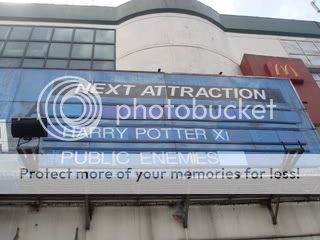 NEXT ATTRACTION
photobucket
HARRY POTTER XI
PUBLIC ENEMIES
Protect more of your memories for less!